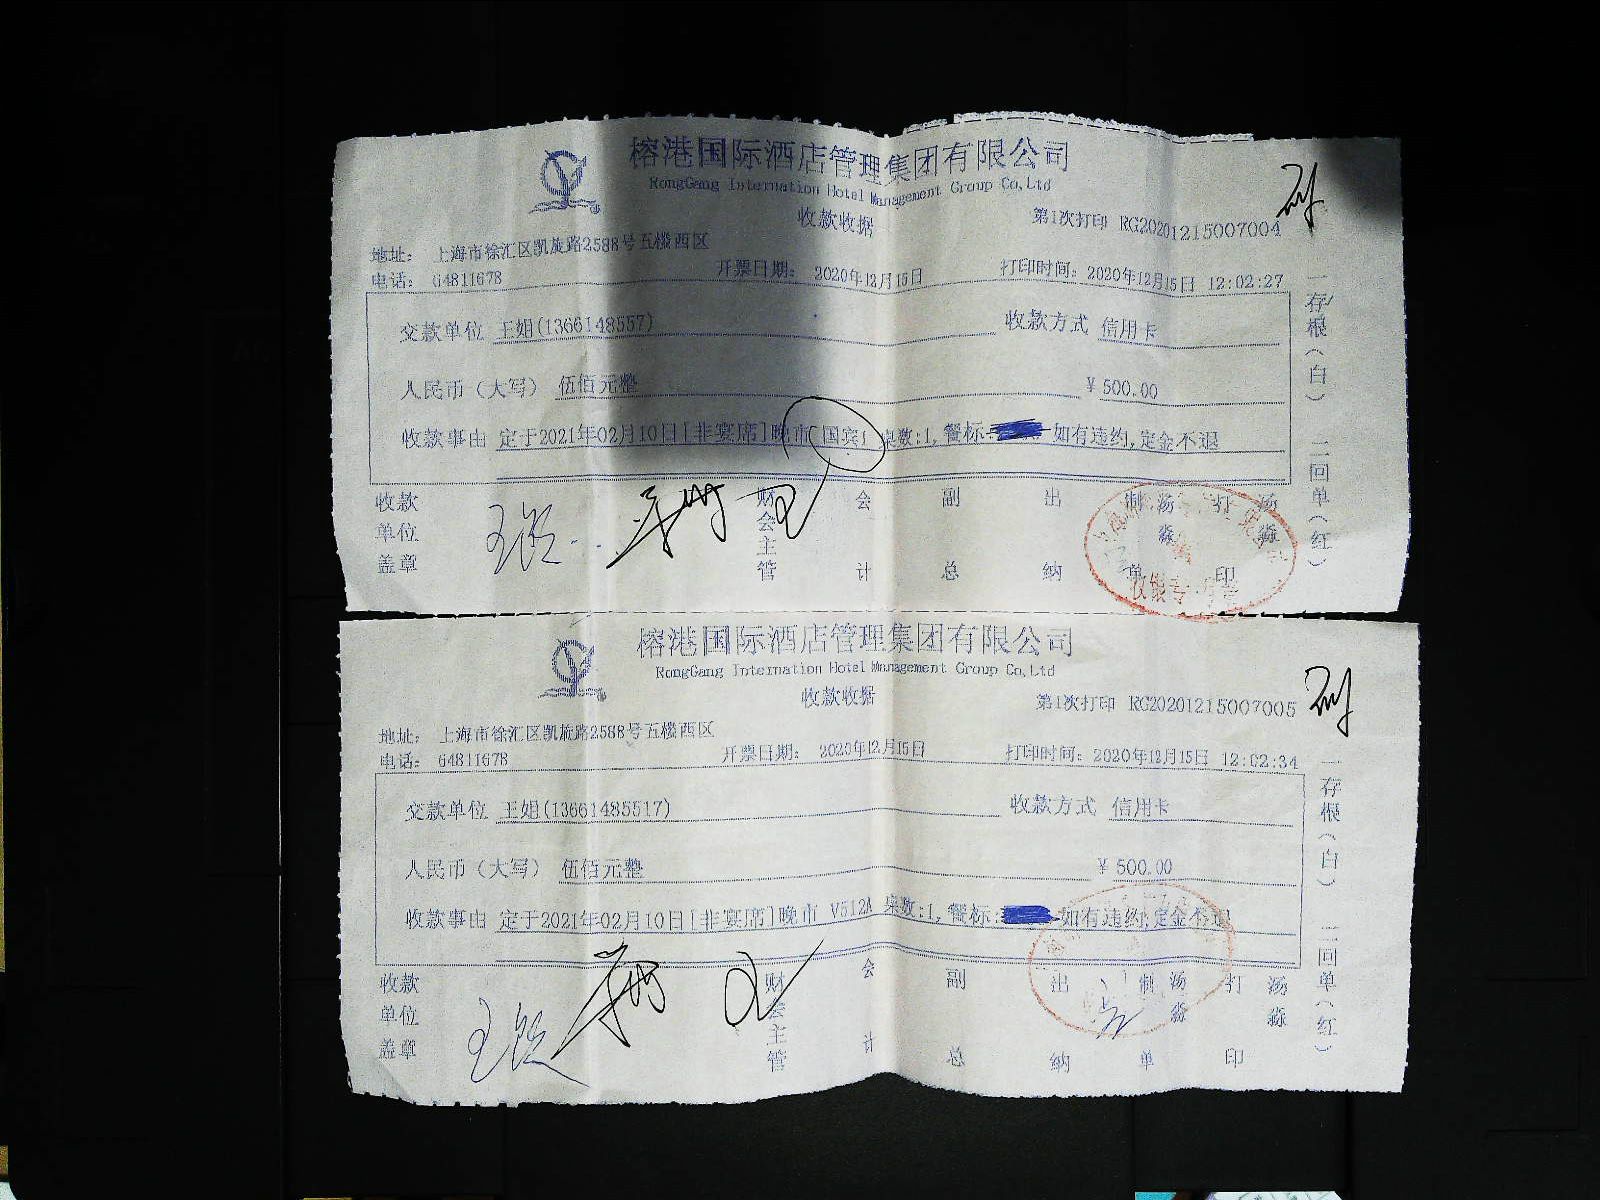 榕港国际酒店管理集团有限公司
RongGang Internation Hotel Management Group Co,Ltd
收款收据
第1次打印 RG20201215007004
地址： 上海市徐汇区凯旋路2588号五楼西区
电话： 64811678
开票日期： 2020年12月15日
打印时间：2020年12月15日 12:02:27
交款单位 王姐(1366148557)
收款方式 信用卡
人民币（大写） 伍佰元整
￥500.00
收款事由 定于2021年02月10日[非宴席]晚市[国宾] 桌数:1,餐标: 如有违约,定金不退
收款单位盖章
财会主管
会计
副总
出纳
制单 汤淼
打印 汤淼
一存根（白） 二回单（红）
榕港国际酒店管理集团有限公司
RongGang Internation Hotel Management Group Co,Ltd
收款收据
第1次打印 RG20201215007005
地址： 上海市徐汇区凯旋路2588号五楼西区
电话： 64811678
开票日期： 2020年12月15日
打印时间：2020年12月15日 12:02:34
交款单位 王姐(13661485517)
收款方式 信用卡
人民币（大写） 伍佰元整
￥500.00
收款事由 定于2021年02月10日[非宴席]晚市 V512A 桌数:1,餐标: 如有违约,定金不退
收款单位盖章
财会主管
会计
副总
出纳
制单 汤淼
打印 汤淼
一存根（白） 二回单（红）